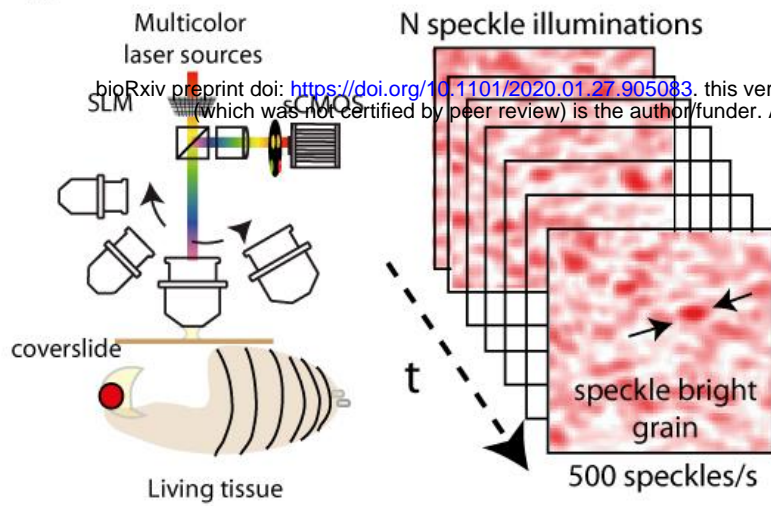 Multicolor
laser sources
N speckle illuminations
bioRxiv preprint doi: https://doi.org/10.1101/2020.01.27.905083. this ver
SLM
sCMOS
(which was not certified by peer review) is the author/funder. A
coverslide
t
speckle bright
grain
500 speckles/s
Living tissue